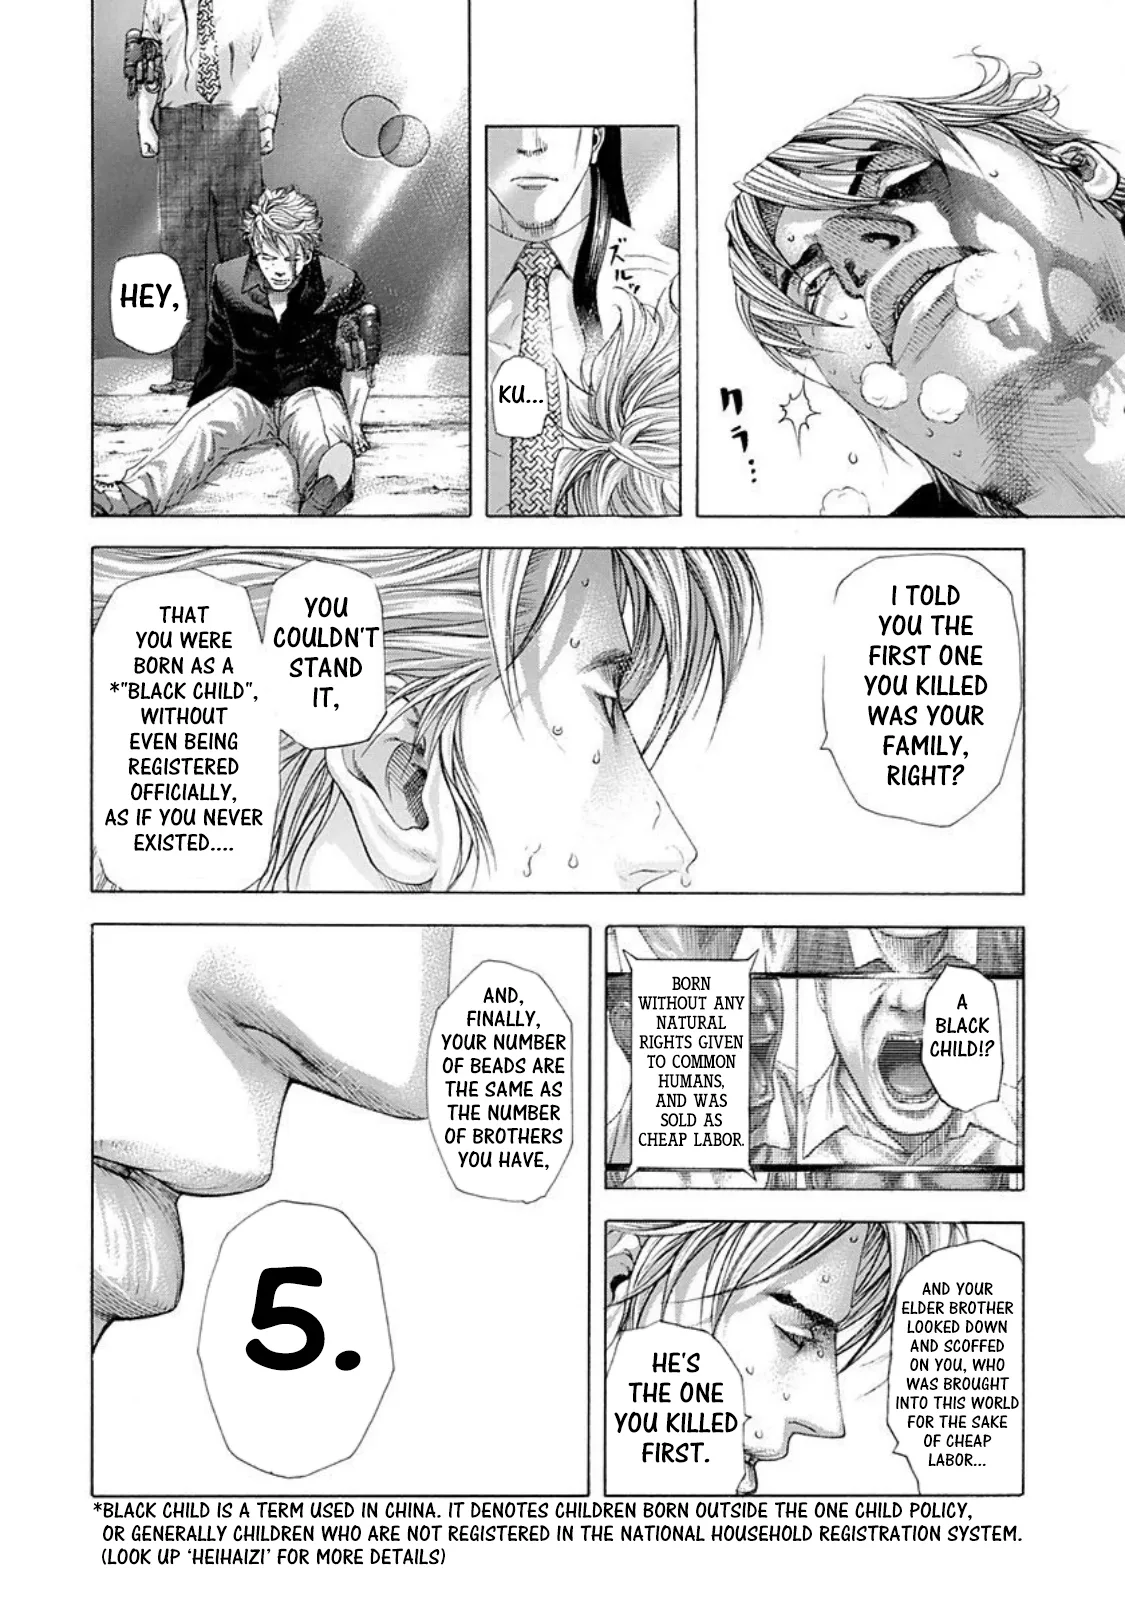 クラ…
ズルッ
KU...
HEY,
I TOLD
YOU THE
FIRST ONE
YOU KILLED
WAS YOUR
FAMILY,
RIGHT?
YOU
COULDN'T
STAND
IT,
THAT
YOU WERE
BORN AS A
*"BLACK CHILD",
WITHOUT
EVEN BEING
REGISTERED
OFFICIALLY,
AS IF YOU NEVER
EXISTED....
A
BLACK
CHILD!?
BORN
WITHOUT ANY
NATURAL
RIGHTS GIVEN
TO COMMON
HUMANS,
AND WAS
SOLD AS
CHEAP LABOR.
AND YOUR
ELDER BROTHER
LOOKED DOWN
AND SCOFFED
ON YOU, WHO
WAS BROUGHT
INTO THIS WORLD
FOR THE SAKE
OF CHEAP
LABOR...
HE'S
THE ONE
YOU KILLED
FIRST.
AND,
FINALLY,
YOUR NUMBER
OF BEADS ARE
THE SAME AS
THE NUMBER
OF BROTHERS
YOU HAVE,
5.
*BLACK CHILD IS A TERM USED IN CHINA. IT DENOTES CHILDREN BORN OUTSIDE THE ONE CHILD POLICY,
OR GENERALLY CHILDREN WHO ARE NOT REGISTERED IN THE NATIONAL HOUSEHOLD REGISTRATION SYSTEM.
(LOOK UP 'HEIHAIZI' FOR MORE DETAILS)